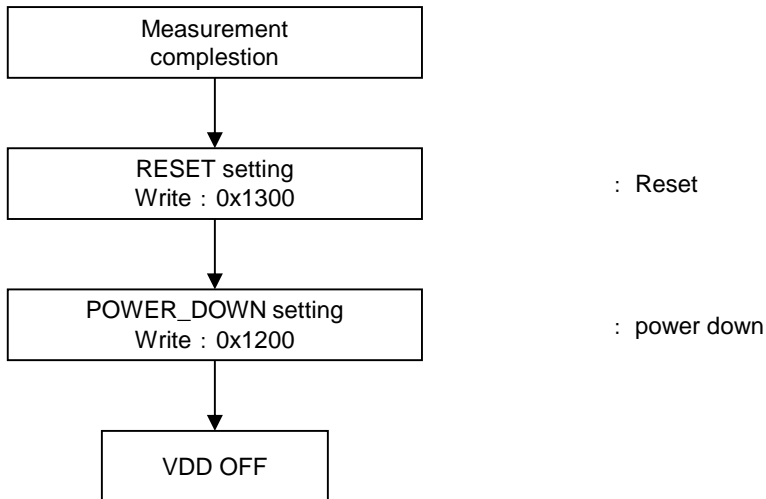 Measurement
complestion
RESET setting
Write : 0x1300
: Reset
POWER_DOWN setting
Write : 0x1200
: power down
VDD OFF